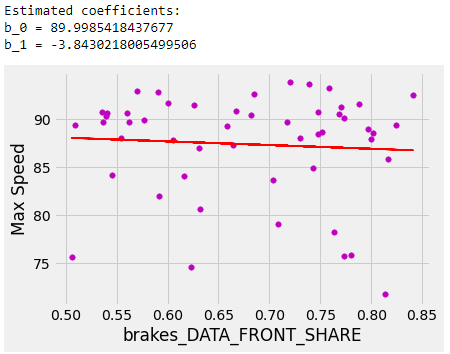 Estimated coefficients:
b_0 = 89.9985418437677
b_1 = -3.8430218005499506
90
85
80
75
Max Speed
0.50 0.55 0.60 0.65 0.70 0.75 0.80 0.85
brakes_DATA_FRONT_SHARE